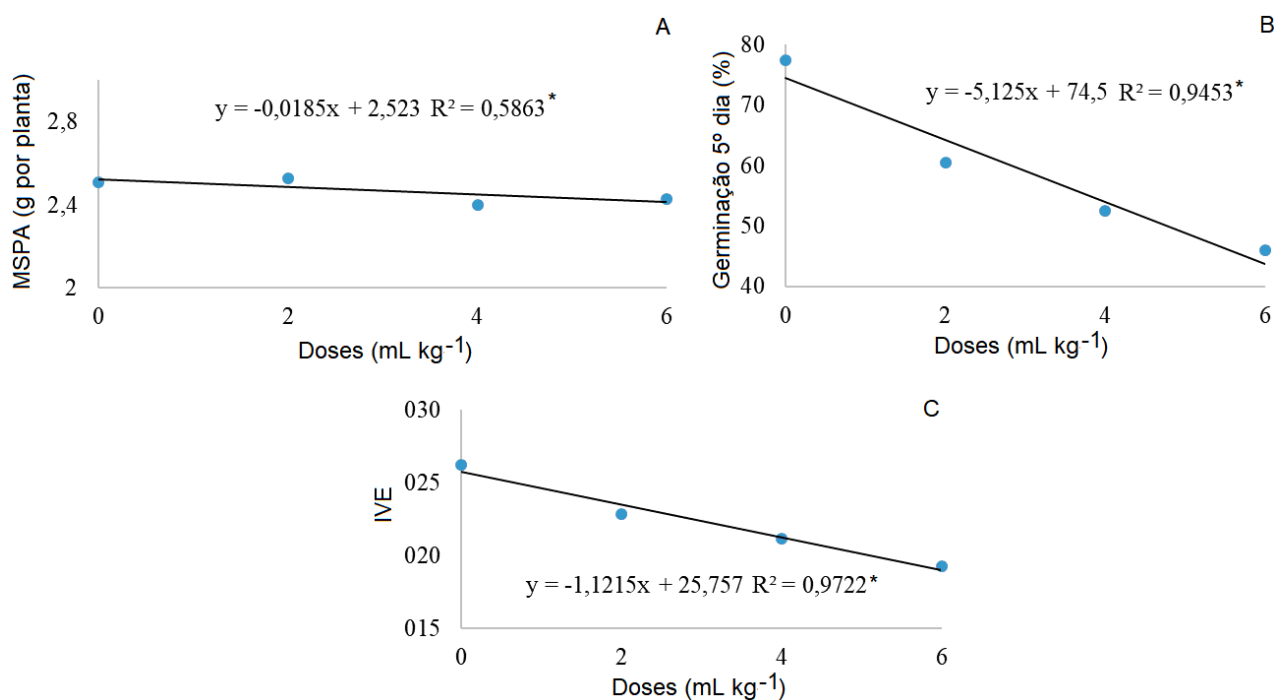 A
MSPA (g por planta)
y = -0,0185x + 2,523 R² = 0,5863*
2,8
2,4
2
0 2 4 6
Doses (mL kg⁻¹)
B
Germinação 5º dia (%)
y = -5,125x + 74,5 R² = 0,9453*
80
70
60
50
40
0 2 4 6
Doses (mL kg⁻¹)
C
IVE
030
025
020
y = -1,1215x + 25,757 R² = 0,9722*
015
0 2 4 6
Doses (mL kg⁻¹)